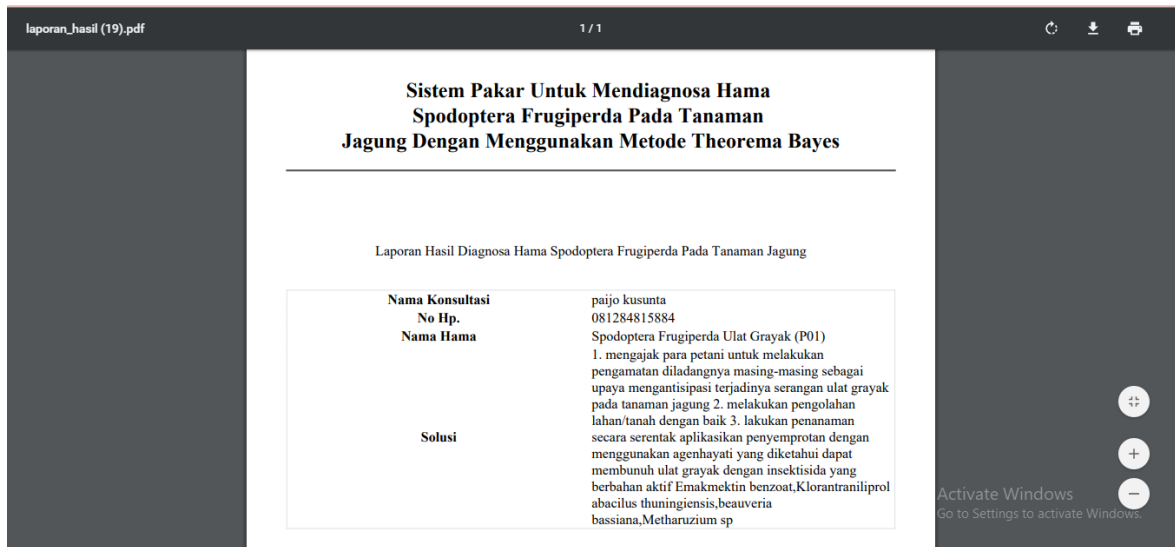 laporan_hasil (19).pdf
1 / 1
Sistem Pakar Untuk Mendiagnosa Hama
Spodoptera Frugiperda Pada Tanaman
Jagung Dengan Menggunakan Metode Theorema Bayes
Laporan Hasil Diagnosa Hama Spodoptera Frugiperda Pada Tanaman Jagung
Nama Konsultasi paijo kusunta
No Hp. 081284815884
Nama Hama Spodoptera Frugiperda Ulat Grayak (P01)
1. mengajak para petani untuk melakukan
pengamatan diladangnya masing-masing sebagai
upaya mengantisipasi terjadinya serangan ulat grayak
pada tanaman jagung 2. melakukan pengolahan
lahan/tanah dengan baik 3. lakukan penanaman
Solusi secara serentak aplikasikan penyemprotan dengan
menggunakan agenhayati yang diketahui dapat
membunuh ulat grayak dengan insektisida yang
berbahan aktif Emakmektin benzoat,Klorantraniliprol
abacilus thuningiensis,beauveria
bassiana,Metharuzium sp
Activate Windows
Go to Settings to activate Windows.